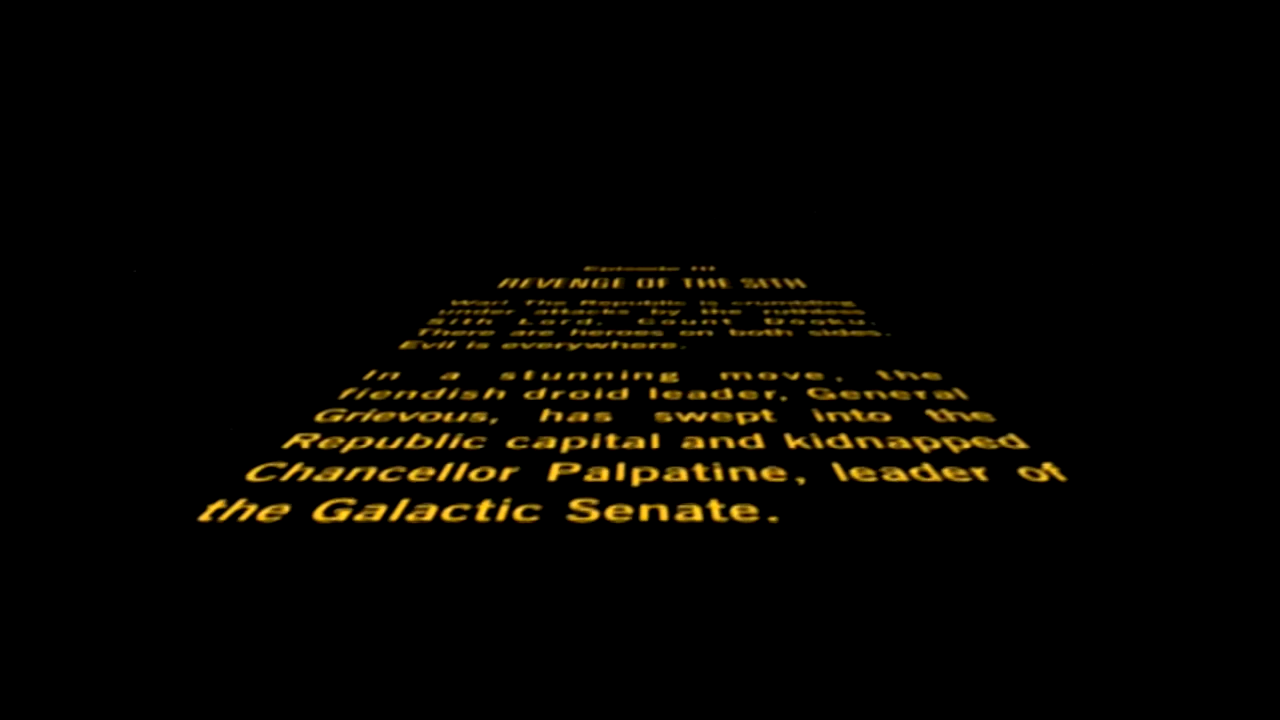 Episode III
REVENGE OF THE SITH
War! The Republic is crumbling
under attacks by the ruthless
Sith Lord, Count Dooku.
There are heroes on both sides.
Evil is everywhere.
In a stunning move, the
fiendish droid leader, General
Grievous, has swept into the
Republic capital and kidnapped
Chancellor Palpatine, leader of
the Galactic Senate.